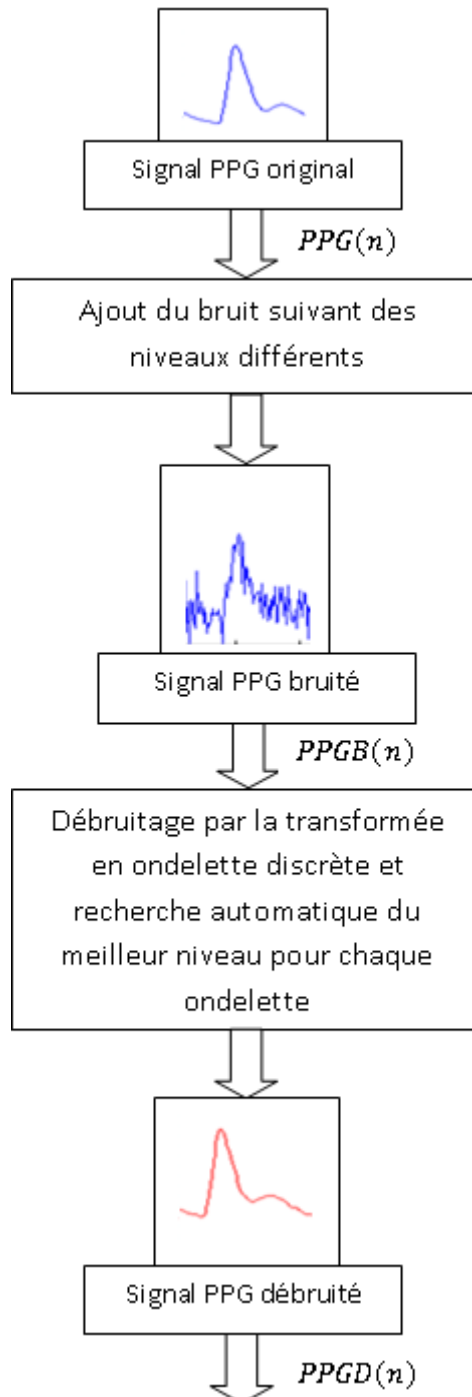 Signal PPG original
PPG(n)
Ajout du bruit suivant des
niveaux différents
Signal PPG bruité
PPGB(n)
Débruitage par la transformée
en ondelette discrète et
recherche automatique du
meilleur niveau pour chaque
ondelette
Signal PPG débruité
PPGD(n)